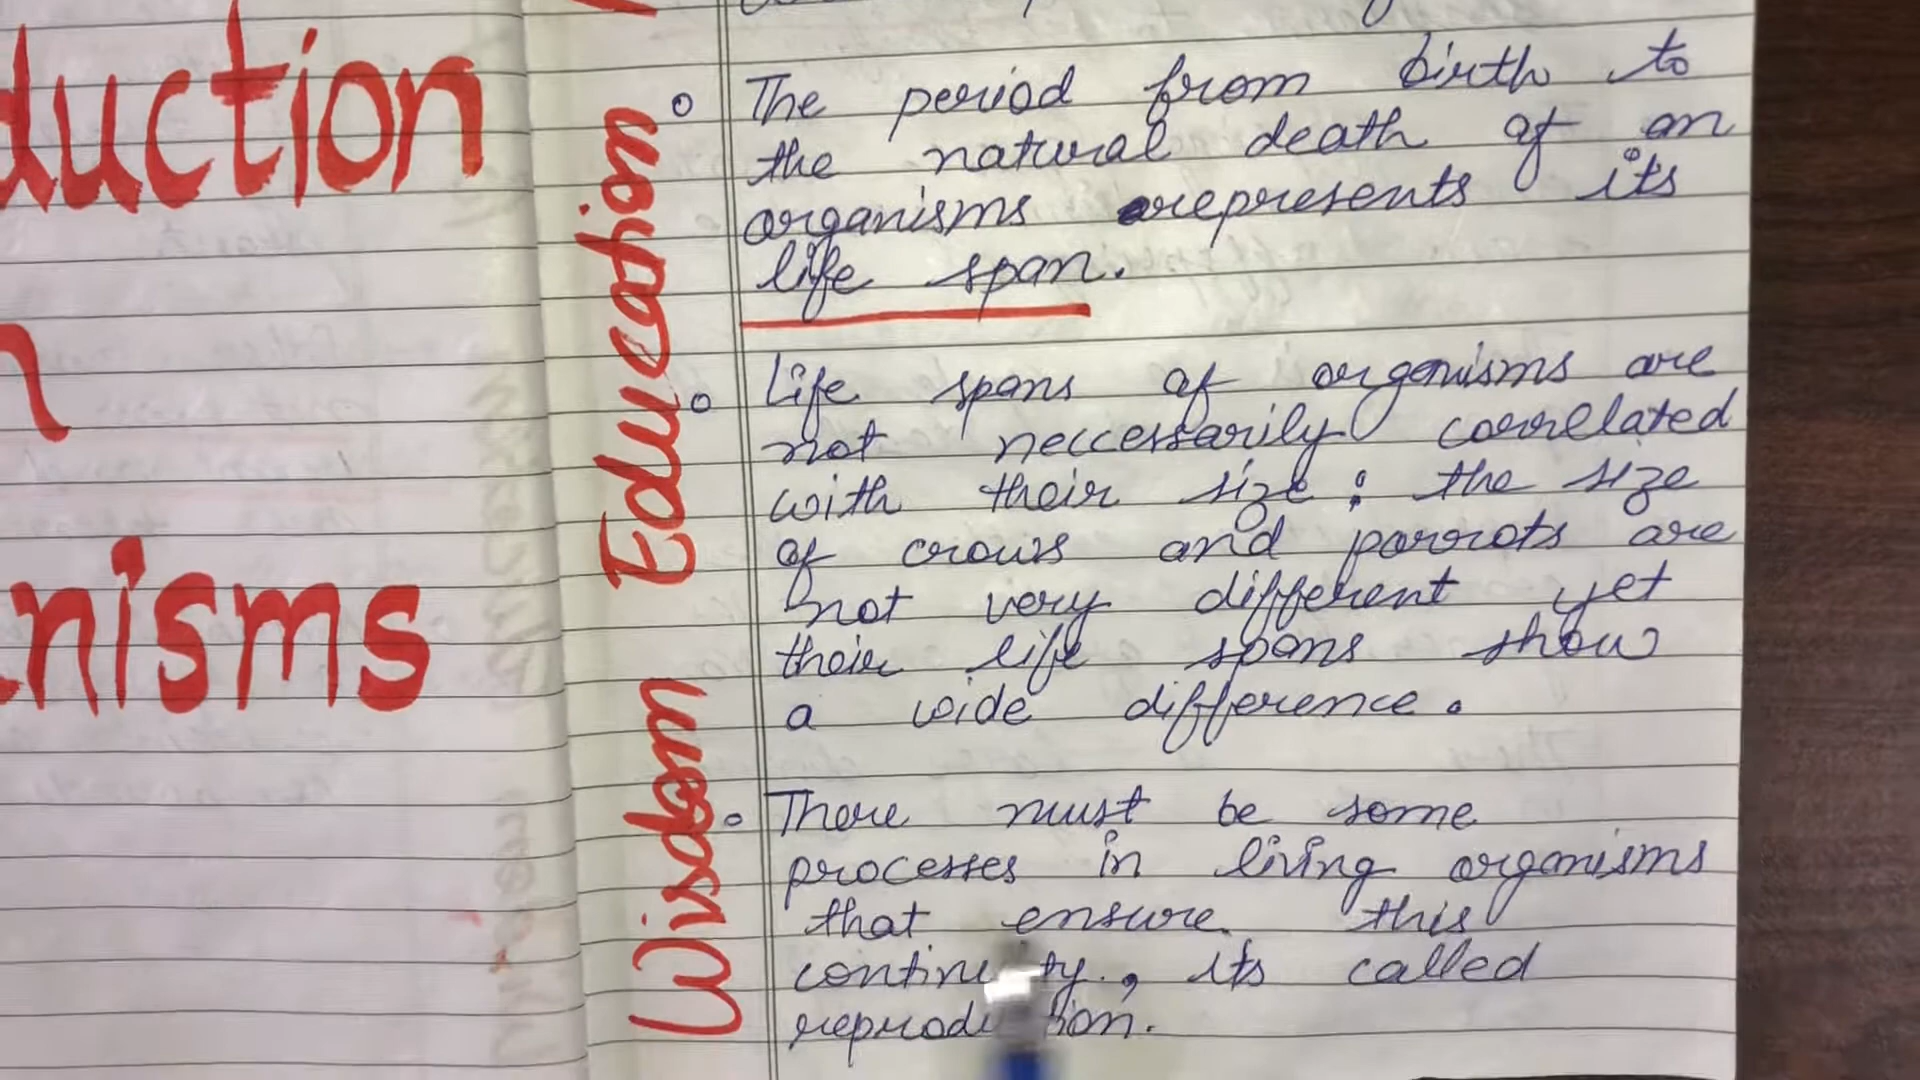 duction
nisms
Wisdom Education
The period from birth to
the natural death of an
organisms represents its
life span.
Life spans of organisms are
not neccessarily correlated
with their size; the size
of crows and parrots are
not very different yet
their life spans show
a wide difference.
There must be some
processes in living organisms
that ensure this
continuity, its called
reproduction.